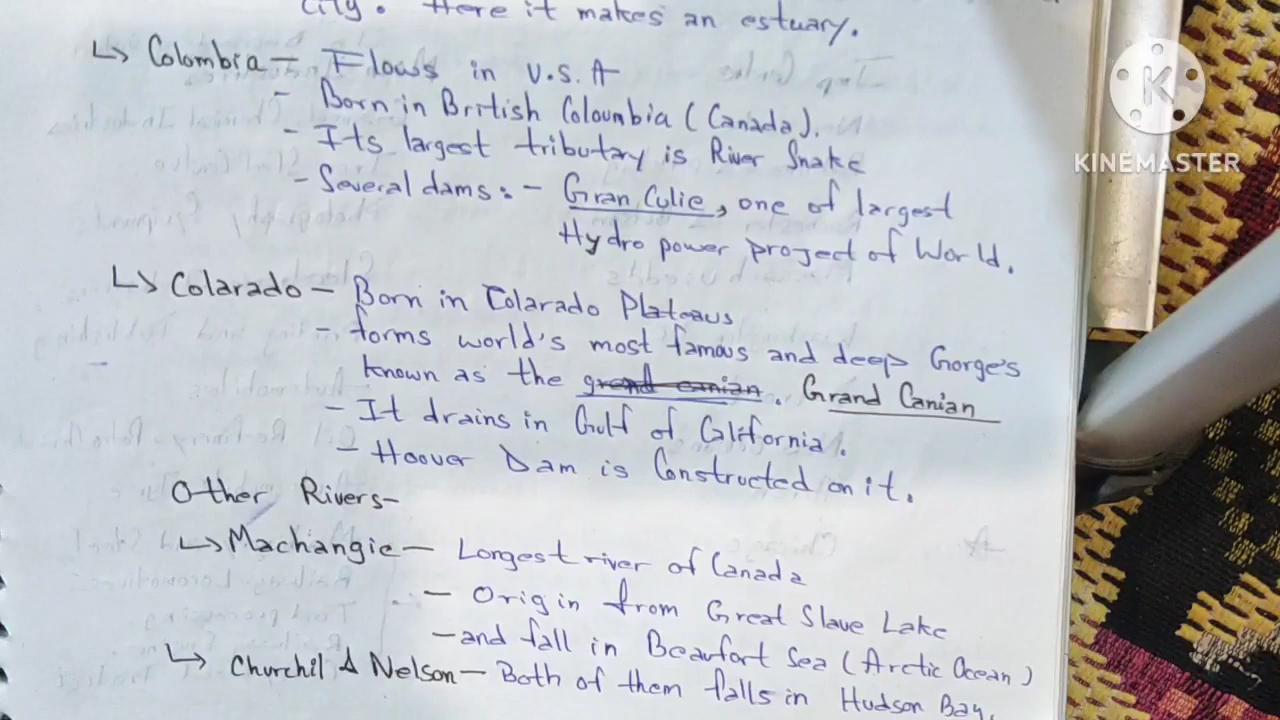 city. Here it makes an estuary.
↳ Colombia — Flows in U.S.A
- Born in British Coloumbia (Canada).
- Its largest tributary is River Snake
- Several dams: - Gran Culie, one of largest
Hydro power project of World.
↳ Colarado — Born in Colarado Plateaus
- forms world's most famous and deep Gorge's
known as the grand canian. Grand Canian
- It drains in Gulf of California.
- Hoover Dam is Constructed on it.
Other Rivers-
↳ Machangie — Longest river of Canada
- Origin from Great Slave Lake
- and fall in Beaufort Sea (Arctic Ocean)
↳ Churchil & Nelson — Both of them falls in Hudson Bay.
K
KINEMASTER